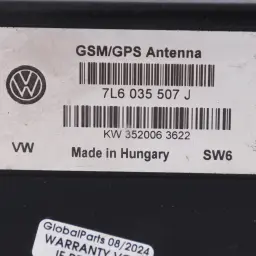 GSM/GPS Antenna
7L6 035 507 J
KW 352006 3622
VW Made in Hungary SW6
GlobalParts 08/2024
WARRANTY V